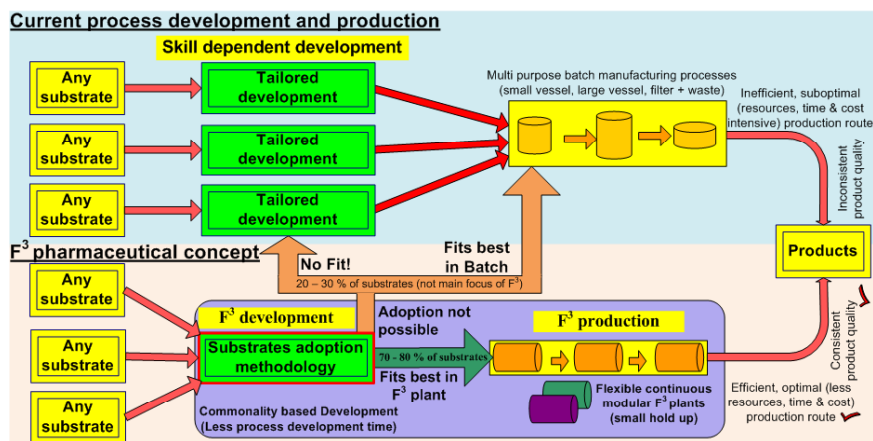 Current process development and production
Skill dependent development
Any
substrate
Tailored
development
Any
substrate
Tailored
development
Any
substrate
Tailored
development
Multi purpose batch manufacturing processes
(small vessel, large vessel, filter + waste)
Inefficient, suboptimal
(resources, time & cost
intensive) production route
Inconsistent
product quality
Products
F³ pharmaceutical concept
No Fit!
Fits best
in Batch
20 – 30 % of substrates (not main focus of F³)
Any
substrate
Any
substrate
Any
substrate
F³ development
Adoption not
possible
Substrates adoption
methodology
70 - 80 % of substrates
Fits best in
F³ plant
Commonality based Development
(Less process development time)
F³ production
Flexible continuous
modular F³ plants
(small hold up)
Consistent
product quality
Efficient, optimal (less
resources, time & cost)
production route